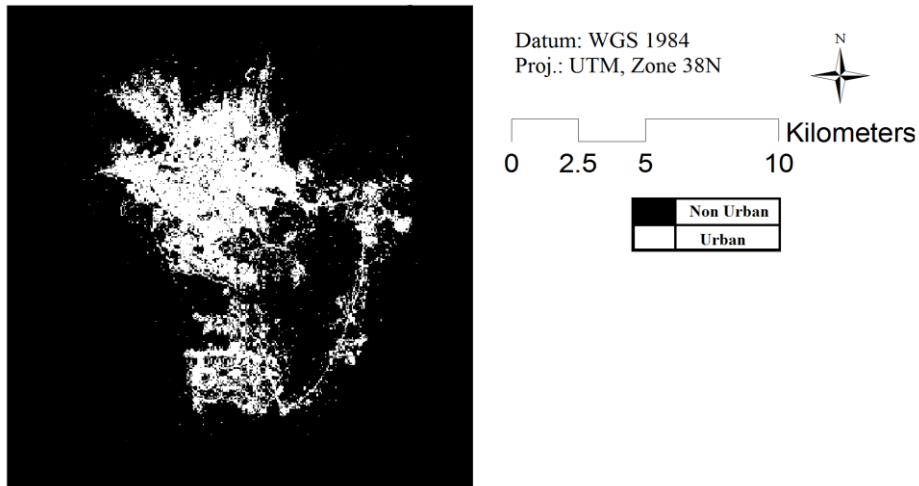 Datum: WGS 1984
Proj.: UTM, Zone 38N
N
Kilometers
0 2.5 5 10
Non Urban
Urban